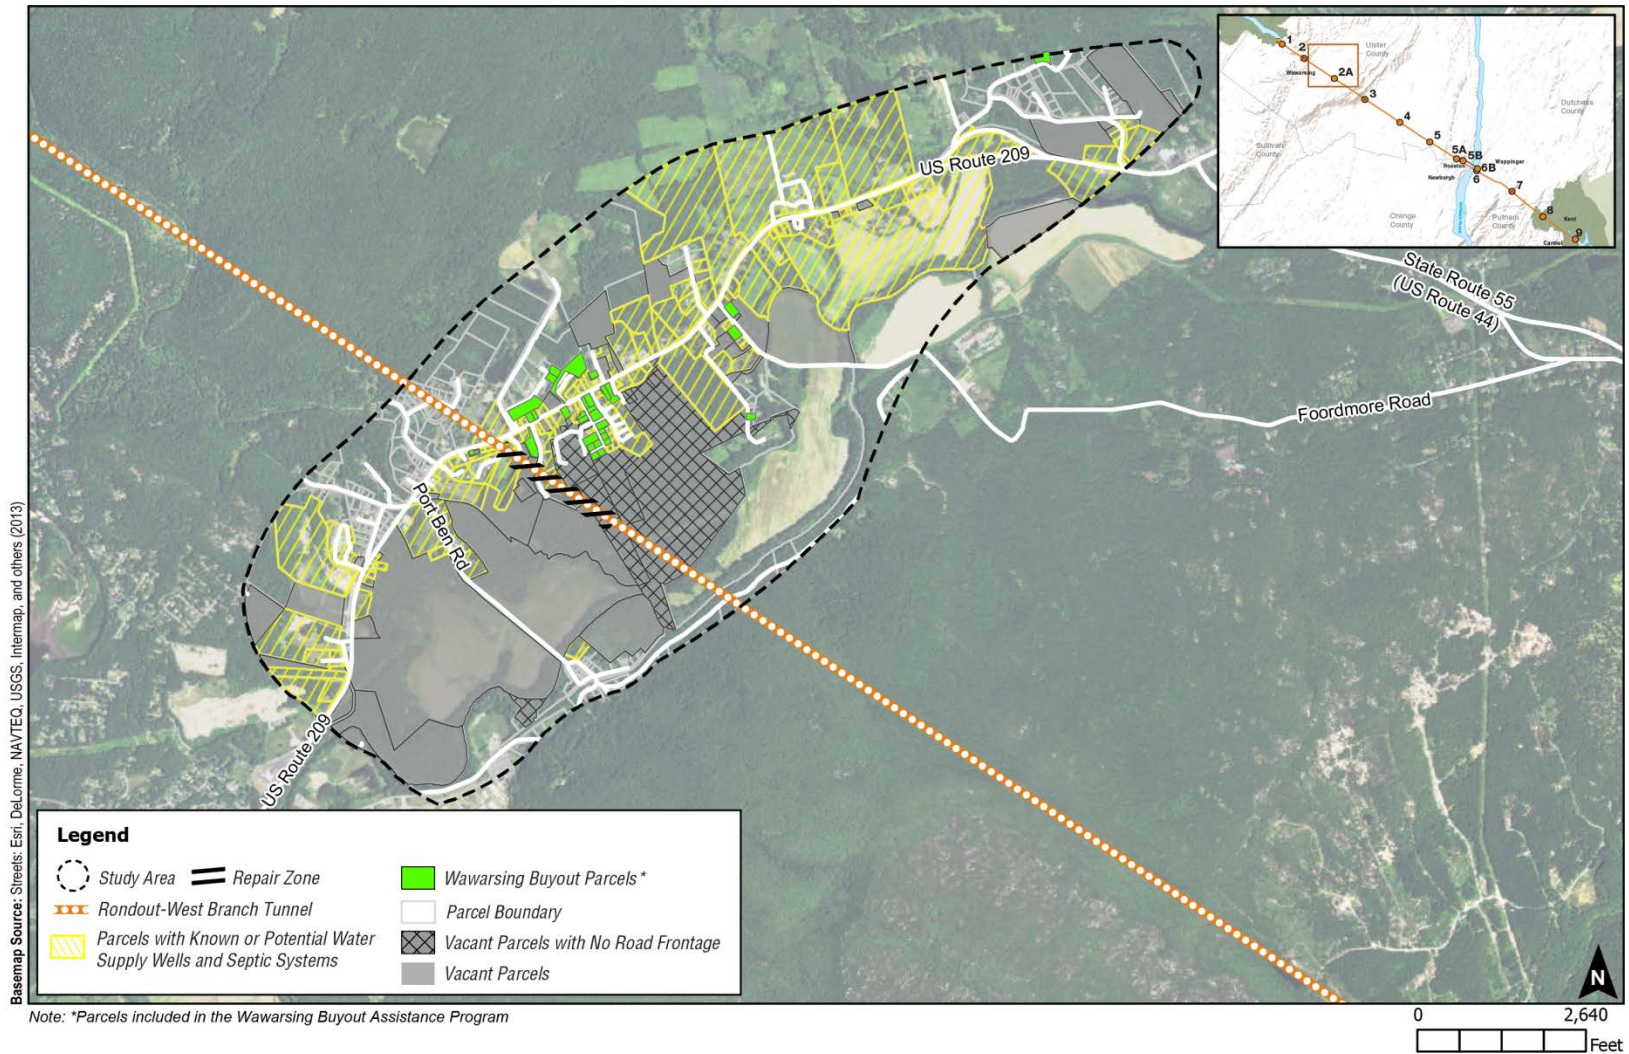 1
2
Wawarsing
2A
Ulster
County
3
4
Dutchess
County
5
Sullivan
County
5A
5B
Roseton
Wappinger
Newburgh
6B
6
7
Orange
County
Putnam
County
8
Kent
Carmel
9
US Route 209
State Route 55
(US Route 44)
Foordmore Road
Port Ben Rd
US Route 209
Legend
Study Area
Repair Zone
Rondout-West Branch Tunnel
Parcels with Known or Potential Water
Supply Wells and Septic Systems
Wawarsing Buyout Parcels*
Parcel Boundary
Vacant Parcels with No Road Frontage
Vacant Parcels
N
Basemap Source: Streets: Esri, DeLorme, NAVTEQ, USGS, Intermap, and others (2013)
Note: *Parcels included in the Wawarsing Buyout Assistance Program
0 2,640
Feet